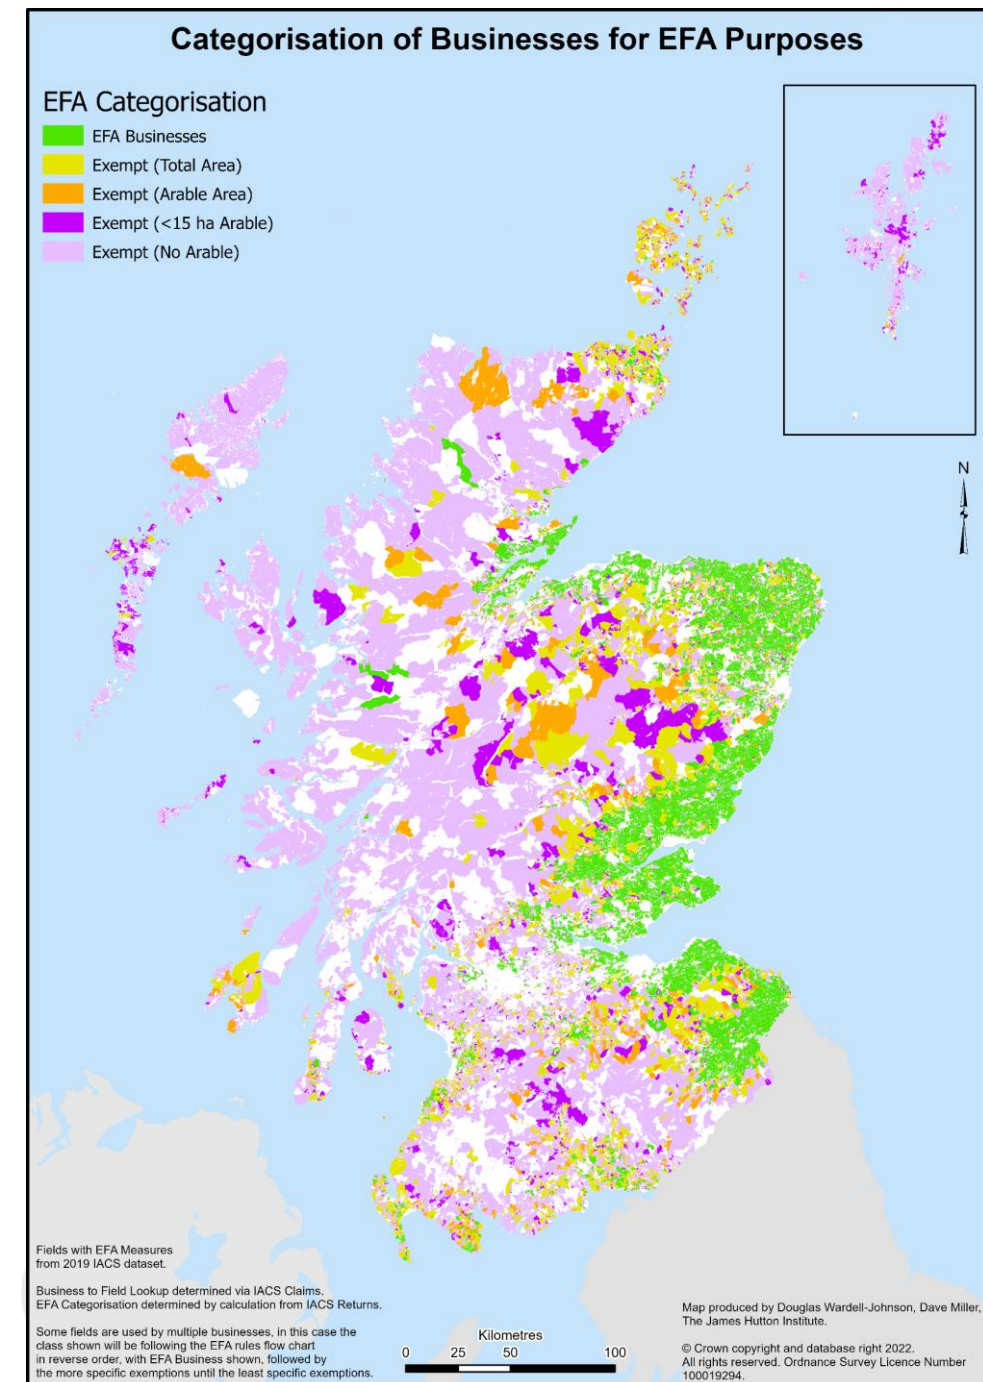 Categorisation of Businesses for EFA Purposes
EFA Categorisation
EFA Businesses
Exempt (Total Area)
Exempt (Arable Area)
Exempt (<15 ha Arable)
Exempt (No Arable)
N
Fields with EFA Measures
from 2019 IACS dataset.
Business to Field Lookup determined via IACS Claims.
EFA Categorisation determined by calculation from IACS Returns.
Some fields are used by multiple businesses, in this case the
class shown will be following the EFA rules flow chart
in reverse order, with EFA Business shown, followed by
the more specific exemptions until the least specific exemptions.
Kilometres
0 25 50 100
Map produced by Douglas Wardell-Johnson, Dave Miller,
The James Hutton Institute.
© Crown copyright and database right 2022.
All rights reserved. Ordnance Survey Licence Number
100019294.